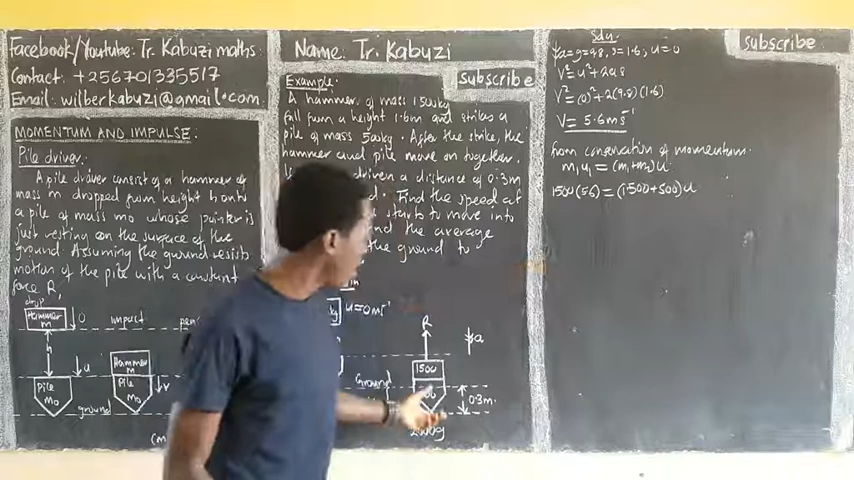 Facebook/Youtube: Tr. Kabuzi maths
Contact: +256701335517
Email: wilberkabuzi@gmail.com
MOMENTUM AND IMPULSE:
Pile driver:
A pile driver consist of a hammer of
mass m dropped from height h onto
a pile of mass mo whose pointer is
just resting on the surface of the
ground. Assuming the ground resists
motion of the pile with a constant
force R,
drop
Hammer
m
0
impact
h
u
Hammer
m
Pile
mo
Pile
mo
v
ground
Name: Tr. Kabuzi
subscribe
Example:
A hammer of mass 1500kg
fall from a height 1.6m and strikes a
pile of mass 500kg. After the strike, the
hammer and pile move on together.
driven a distance of 0.3m
Find the speed at
starts to move into
the average
the ground to
u=0ms⁻¹
R
a
1500
Ground
0.3m
Soln:
a=g=9.8, s=1.6, u=0
V²=u²+2as
V²=(0)²+2(9.8)(1.6)
V=5.6ms⁻¹
from conservation of momentum
m₁u₁=(m₁+m₂)u
1500(5.6)=(1500+500)u
subscribe